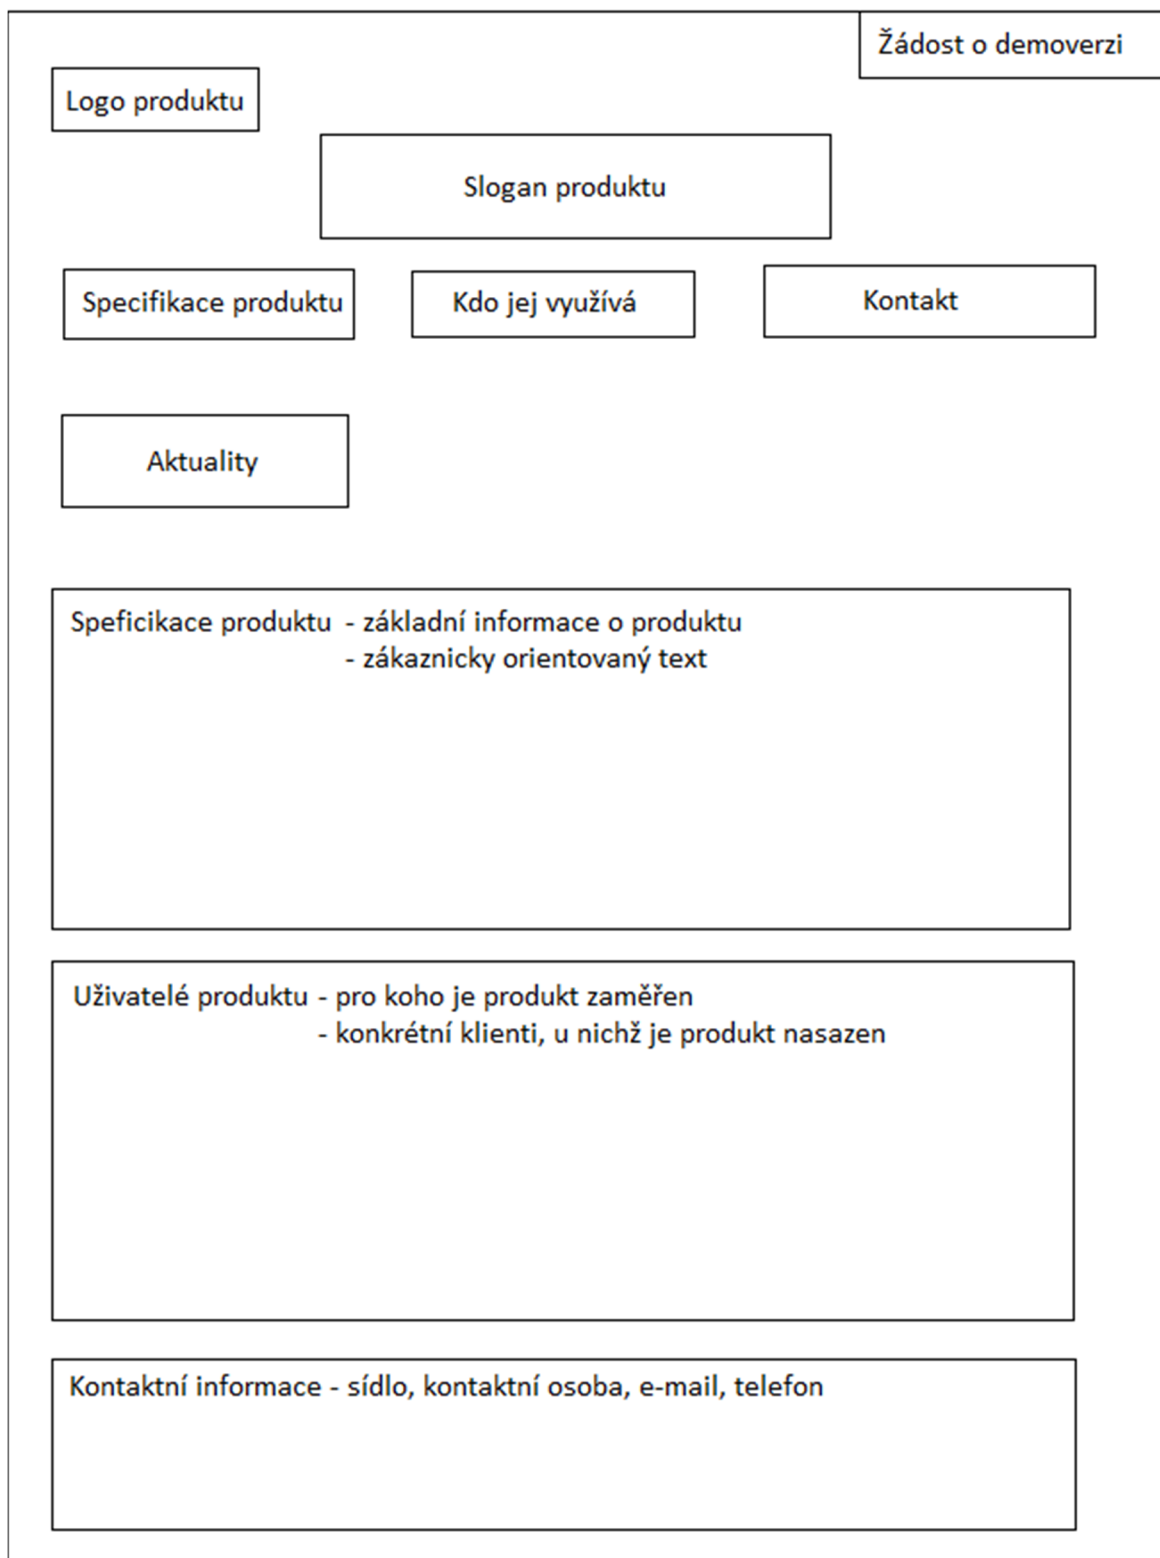 Žádost o demoverzi
Logo produktu
Slogan produktu
Specifikace produktu
Kdo jej využívá
Kontakt
Aktuality
Speficikace produktu - základní informace o produktu
- zákaznicky orientovaný text
Uživatelé produktu - pro koho je produkt zaměřen
- konkrétní klienti, u nichž je produkt nasazen
Kontaktní informace - sídlo, kontaktní osoba, e-mail, telefon